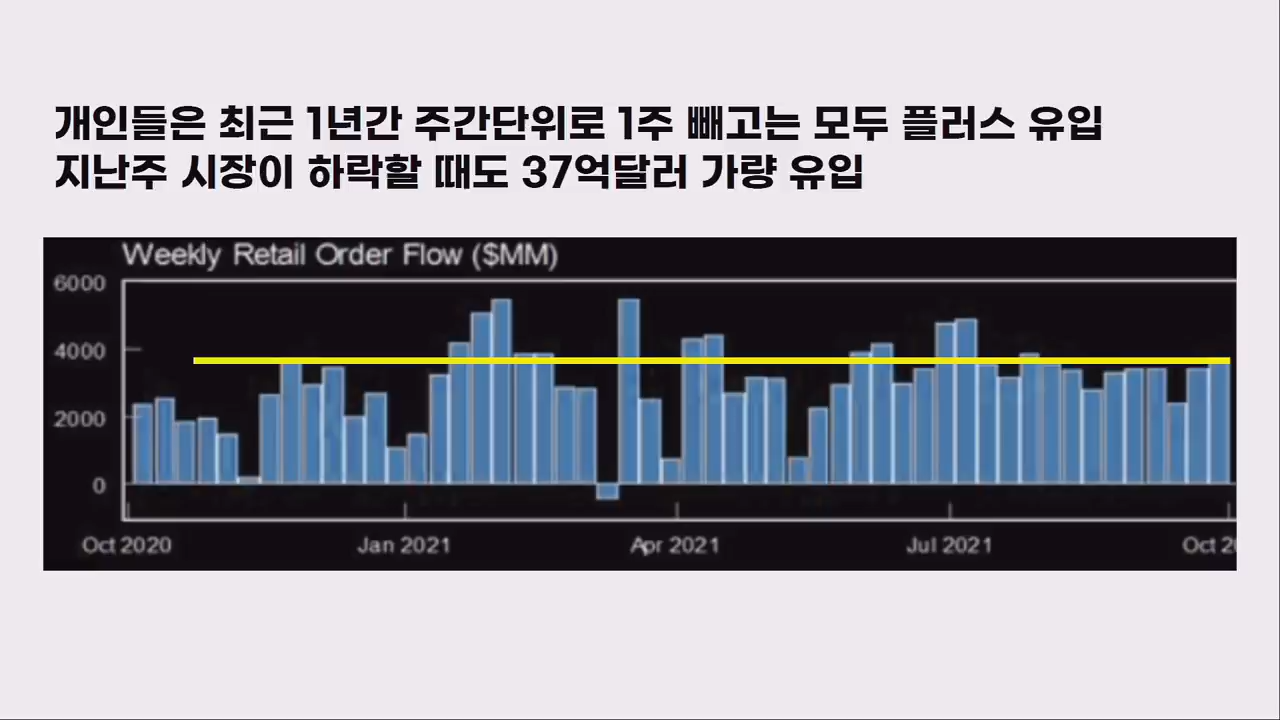 개인들은 최근 1년간 주간단위로 1주 빼고는 모두 플러스 유입
지난주 시장이 하락할 때도 37억달러 가량 유입
Weekly Retail Order Flow ($MM)
6000
4000
2000
0
Oct 2020 Jan 2021 Apr 2021 Jul 2021 Oct 20